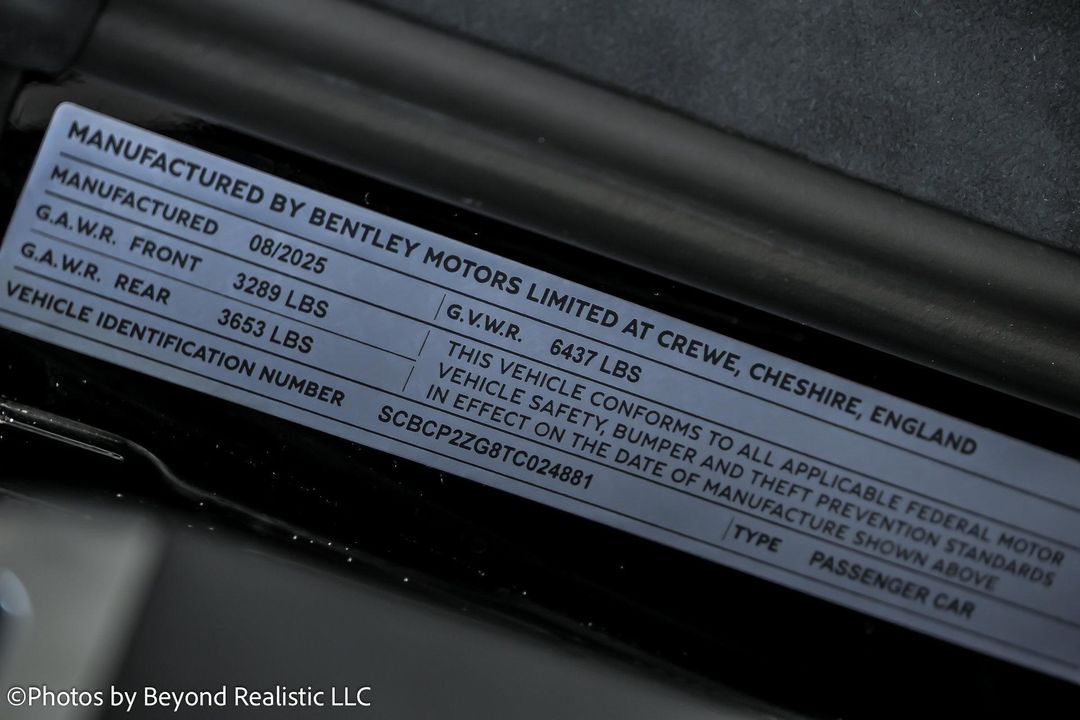 MANUFACTURED BY BENTLEY MOTORS LIMITED AT CREWE, CHESHIRE, ENGLAND
MANUFACTURED 08/2025
G.A.W.R. FRONT 3289 LBS
G.A.W.R. REAR 3653 LBS
G.V.W.R. 6437 LBS
THIS VEHICLE CONFORMS TO ALL APPLICABLE FEDERAL MOTOR
VEHICLE SAFETY, BUMPER AND THEFT PREVENTION STANDARDS
IN EFFECT ON THE DATE OF MANUFACTURE SHOWN ABOVE
VEHICLE IDENTIFICATION NUMBER SCBCP2ZG8TC024881
TYPE PASSENGER CAR
©Photos by Beyond Realistic LLC